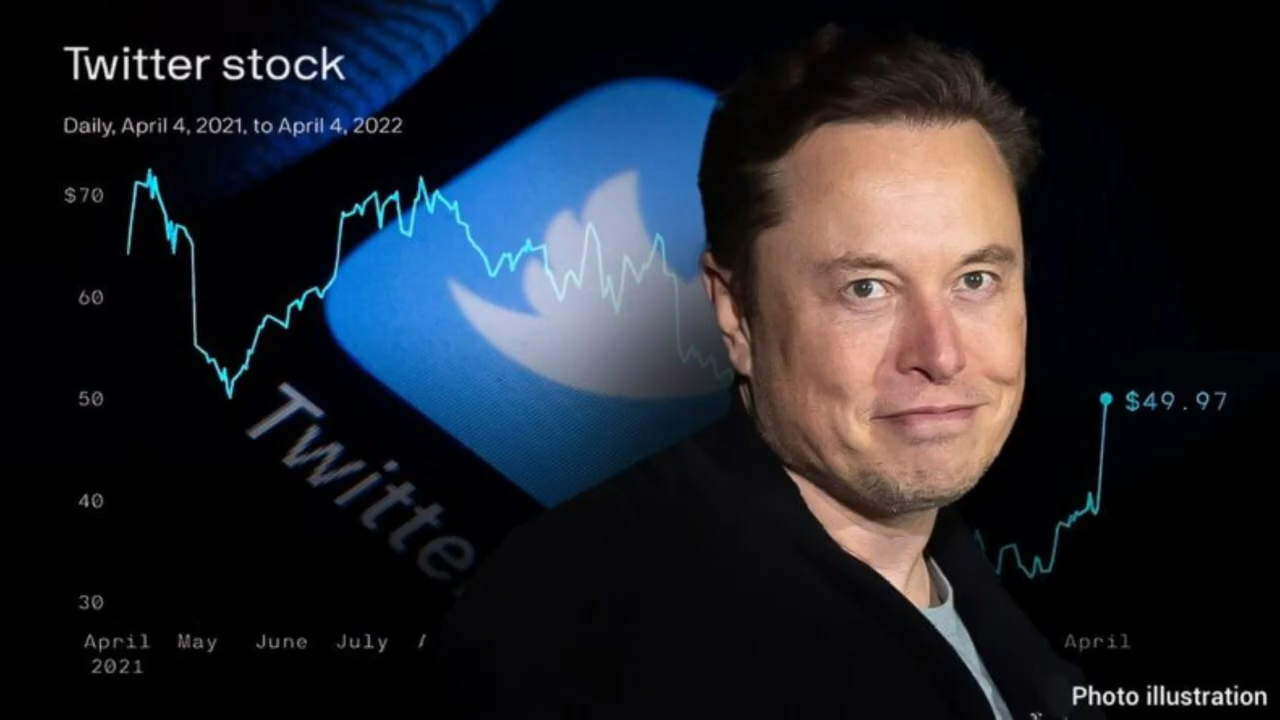 Twitter stock
Daily, April 4, 2021, to April 4, 2022
$70
60
50
$49.97
40
30
Twitte
April May June July
April
2021
Photo illustration